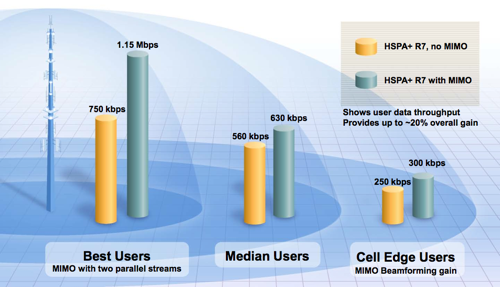 1.15 Mbps
HSPA+ R7, no MIMO
HSPA+ R7 with MIMO
750 kbps
Shows user data throughput
Provides up to ~20% overall gain
560 kbps
630 kbps
250 kbps
300 kbps
Best Users
MIMO with two parallel streams
Median Users
Cell Edge Users
MIMO Beamforming gain